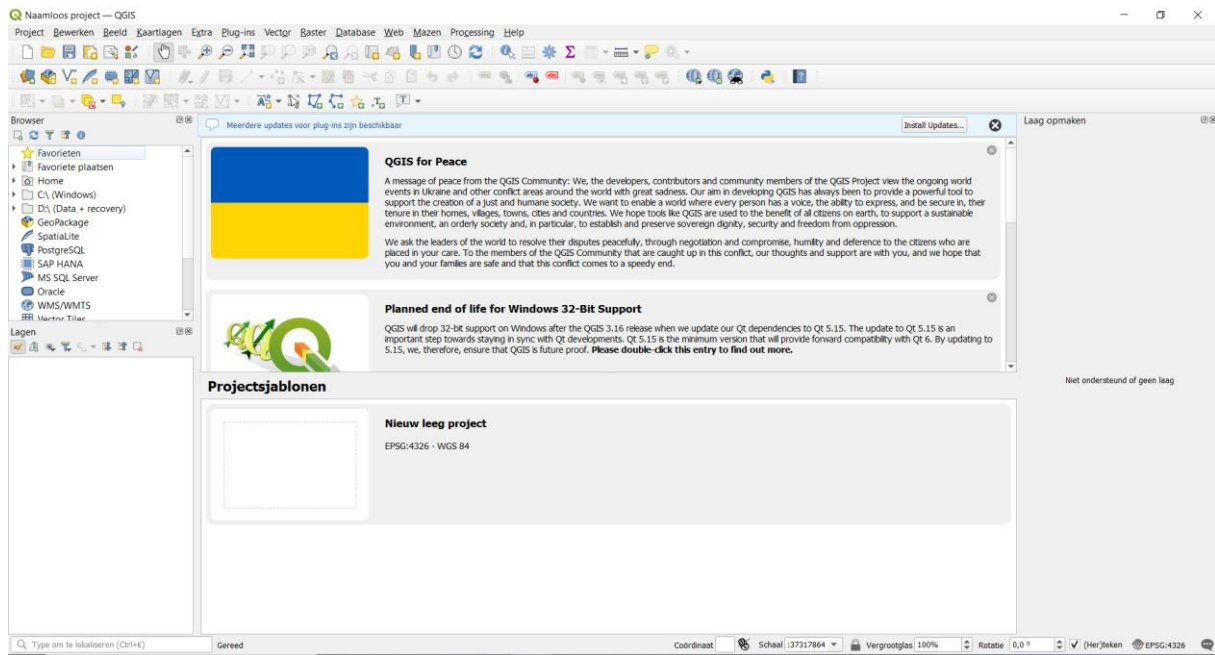 Naamloos project — QGIS
Project Bewerken Beeld Kaartlagen Extra Plug-ins Vector Raster Database Web Mazen Processing Help
Browser
Favorieten
Favoriete plaatsen
Home
C:\ (Windows)
D:\ (Data + recovery)
GeoPackage
SpatiaLite
PostgreSQL
SAP HANA
MS SQL Server
Oracle
WMS/WMTS
Vector Tiles
Lagen
Meerdere updates voor plug-ins zijn beschikbaar
Install Updates...
QGIS for Peace
A message of peace from the QGIS Community: We, the developers, contributors and community members of the QGIS Project view the ongoing world
events in Ukraine and other conflict areas around the world with great sadness. Our aim in developing QGIS has always been to provide a powerful tool to
support the creation of a just and humane society. We want to enable a world where every person has a voice, the ability to express, and be secure in, their
tenure in their homes, villages, towns, cities and countries. We hope tools like QGIS are used to the benefit of all citizens on earth, to support a sustainable
environment, an orderly society and, in particular, to establish and preserve sovereign dignity, security and freedom from oppression.
We ask the leaders of the world to resolve their disputes peacefully, through negotiation and compromise, humility and deference to the citizens who are
placed in your care. To the members of the QGIS Community that are caught up in this conflict, our thoughts and support are with you, and we hope that
you and your families are safe and that this conflict comes to a speedy end.
Planned end of life for Windows 32-Bit Support
QGIS will drop 32-bit support on Windows after the QGIS 3.16 release when we update our Qt dependencies to Qt 5.15. The update to Qt 5.15 is an
important step towards staying in sync with Qt developments. Qt 5.15 is the minimum version that will provide forward compatibility with Qt 6. By updating to
5.15, we, therefore, ensure that QGIS is future proof. Please double-click this entry to find out more.
Projectsjablonen
Nieuw leeg project
EPSG:4326 - WGS 84
Laag opmaken
Niet ondersteund of geen laag
Type om te lokaliseren (Ctrl+K)
Gereed
Coördinaat
Schaal :37317864
Vergrootglas 100%
Rotatie 0,0 °
(Her)teken
EPSG:4326